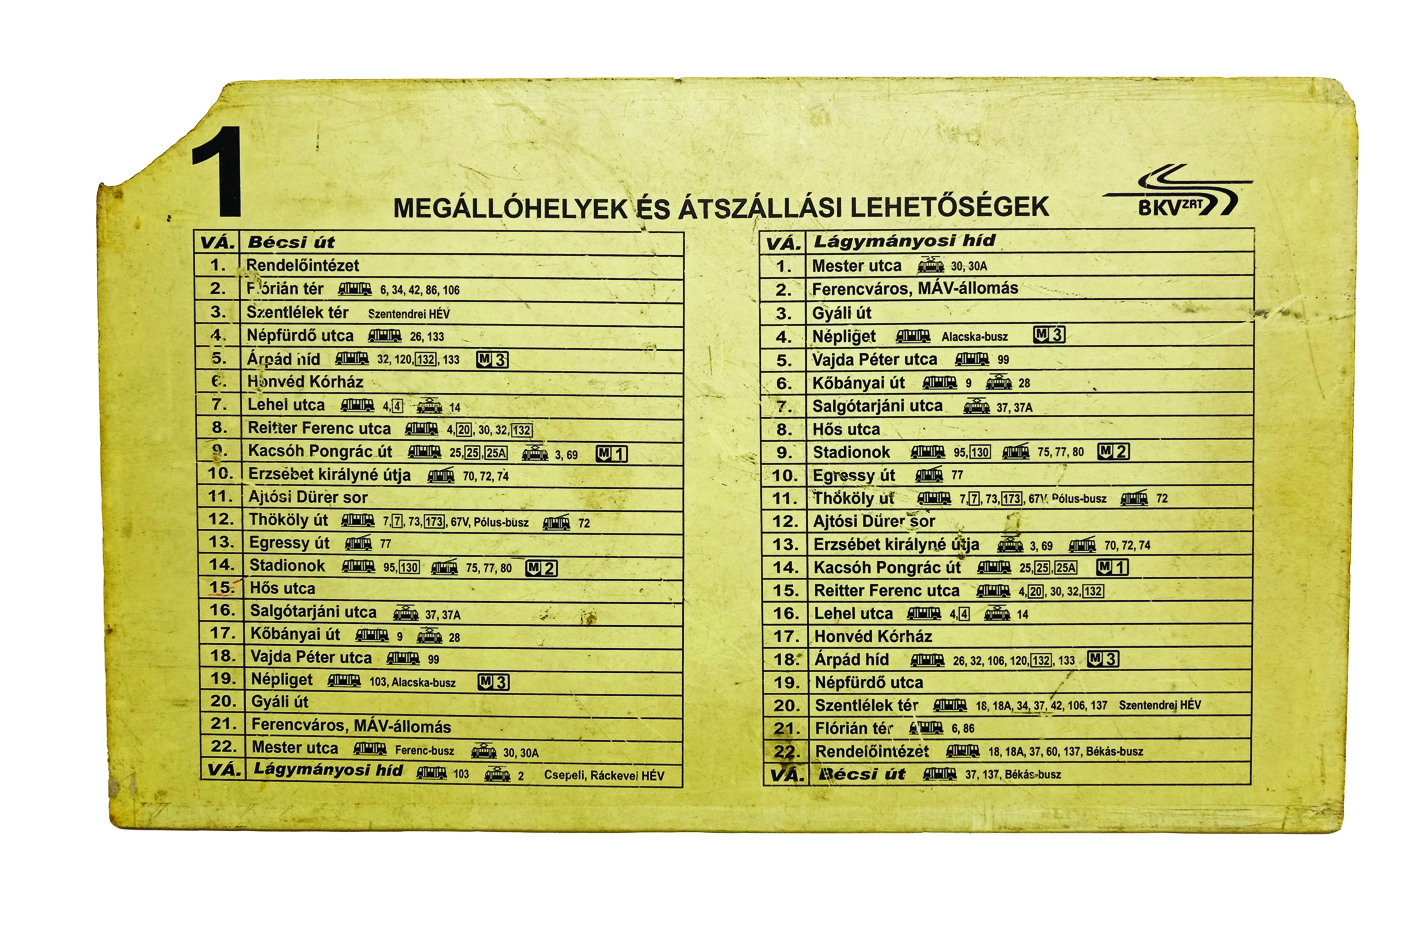 1
MEGÁLLÓHELYEK ÉS ÁTSZÁLLÁSI LEHETŐSÉGEK
BKV ZRT
VÁ. Bécsi út
1. Rendelőintézet
2. Flórián tér 6, 34, 42, 86, 106
3. Szentlélek tér Szentendrei HÉV
4. Népfürdő utca 26, 133
5. Árpád híd 32, 120, 132, 133 M 3
6. Honvéd Kórház
7. Lehel utca 4, 4 14
8. Reitter Ferenc utca 4, 20, 30, 32, 132
9. Kacsóh Pongrác út 25, 25, 25A 3, 69 M 1
10. Erzsébet királyné útja 70, 72, 74
11. Ajtósi Dürer sor
12. Thököly út 7, 7, 73, 173, 67V, Pólus-busz 72
13. Egressy út 77
14. Stadionok 95, 130 75, 77, 80 M 2
15. Hős utca
16. Salgótarjáni utca 37, 37A
17. Kőbányai út 9 28
18. Vajda Péter utca 99
19. Népliget 103, Alacska-busz M 3
20. Gyáli út
21. Ferencváros, MÁV-állomás
22. Mester utca Ferenc-busz 30, 30A
VÁ. Lágymányosi híd 103 2 Csepeli, Ráckevei HÉV
VÁ. Lágymányosi híd
1. Mester utca 30, 30A
2. Ferencváros, MÁV-állomás
3. Gyáli út
4. Népliget Alacska-busz M 3
5. Vajda Péter utca 99
6. Kőbányai út 9 28
7. Salgótarjáni utca 37, 37A
8. Hős utca
9. Stadionok 95, 130 75, 77, 80 M 2
10. Egressy út 77
11. Thököly út 7, 7, 73, 173, 67V, Pólus-busz 72
12. Ajtósi Dürer sor
13. Erzsébet királyné útja 3, 69 70, 72, 74
14. Kacsóh Pongrác út 25, 25, 25A M 1
15. Reitter Ferenc utca 4, 20, 30, 32, 132
16. Lehel utca 4, 4 14
17. Honvéd Kórház
18. Árpád híd 26, 32, 106, 120, 132, 133 M 3
19. Népfürdő utca
20. Szentlélek tér 18, 18A, 34, 37, 42, 106, 137 Szentendrei HÉV
21. Flórián tér 6, 86
22. Rendelőintézet 18, 18A, 37, 60, 137, Békás-busz
VÁ. Bécsi út 37, 137, Békás-busz